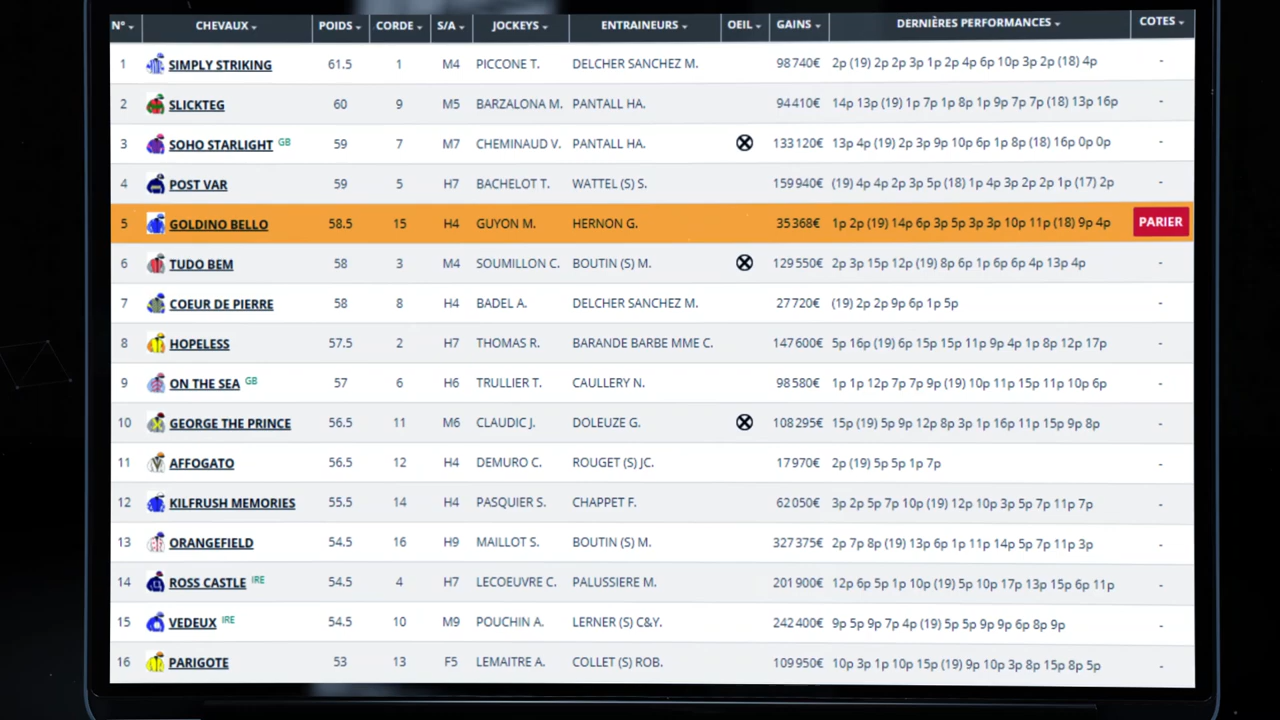 N° CHEVAUX POIDS CORDE S/A JOCKEYS ENTRAINEURS OEIL GAINS DERNIÈRES PERFORMANCES COTES
1 SIMPLY STRIKING 61.5 1 M4 PICCONE T. DELCHER SANCHEZ M. 98 740€ 2p (19) 2p 2p 3p 1p 2p 4p 6p 10p 3p 2p (18) 4p -
2 SLICKTEG 60 9 M5 BARZALONA M. PANTALL HA. 94 410€ 14p 13p (19) 1p 7p 1p 8p 1p 9p 7p 7p (18) 13p 16p -
3 SOHO STARLIGHT GB 59 7 M7 CHEMINAUD V. PANTALL HA. 133 120€ 13p 4p (19) 2p 3p 9p 10p 6p 1p 8p (18) 16p 0p 0p -
4 POST VAR 59 5 H7 BACHELOT T. WATTEL (S) S. 159 940€ (19) 4p 4p 2p 3p 5p (18) 1p 4p 3p 2p 2p 1p (17) 2p -
5 GOLDINO BELLO 58.5 15 H4 GUYON M. HERNON G. 35 368€ 1p 2p (19) 14p 6p 3p 5p 3p 3p 10p 11p (18) 9p 4p PARIER
6 TUDO BEM 58 3 M4 SOUMILLON C. BOUTIN (S) M. 129 550€ 2p 3p 15p 12p (19) 8p 6p 1p 6p 6p 4p 13p 4p -
7 COEUR DE PIERRE 58 8 H4 BADEL A. DELCHER SANCHEZ M. 27 720€ (19) 2p 2p 9p 6p 1p 5p -
8 HOPELESS 57.5 2 H7 THOMAS R. BARANDE BARBE MME C. 147 600€ 5p 16p (19) 6p 15p 15p 11p 9p 4p 1p 8p 12p 17p -
9 ON THE SEA GB 57 6 H6 TRULLIER T. CAULLERY N. 98 580€ 1p 1p 12p 7p 7p 9p (19) 10p 11p 15p 11p 10p 6p -
10 GEORGE THE PRINCE 56.5 11 M6 CLAUDIC J. DOLEUZE G. 108 295€ 15p (19) 5p 9p 12p 8p 3p 1p 16p 11p 15p 9p 8p -
11 AFFOGATO 56.5 12 H4 DEMURO C. ROUGET (S) JC. 17 970€ 2p (19) 5p 5p 1p 7p -
12 KILFRUSH MEMORIES 55.5 14 H4 PASQUIER S. CHAPPET F. 62 050€ 3p 2p 5p 7p 10p (19) 12p 10p 3p 5p 7p 11p 7p -
13 ORANGEFIELD 54.5 16 H9 MAILLOT S. BOUTIN (S) M. 327 375€ 2p 7p 8p (19) 13p 6p 1p 11p 14p 5p 7p 11p 3p -
14 ROSS CASTLE IRE 54.5 4 H7 LECOEUVRE C. PALUSSIERE M. 201 900€ 12p 6p 5p 1p 10p (19) 5p 10p 17p 13p 15p 6p 11p -
15 VEDEUX IRE 54.5 10 M9 POUCHIN A. LERNER (S) C&Y. 242 400€ 9p 5p 9p 7p 4p (19) 5p 5p 9p 9p 6p 8p 9p -
16 PARIGOTE 53 13 F5 LEMAITRE A. COLLET (S) ROB. 109 950€ 10p 3p 1p 10p 15p (19) 9p 10p 3p 8p 15p 8p 5p -